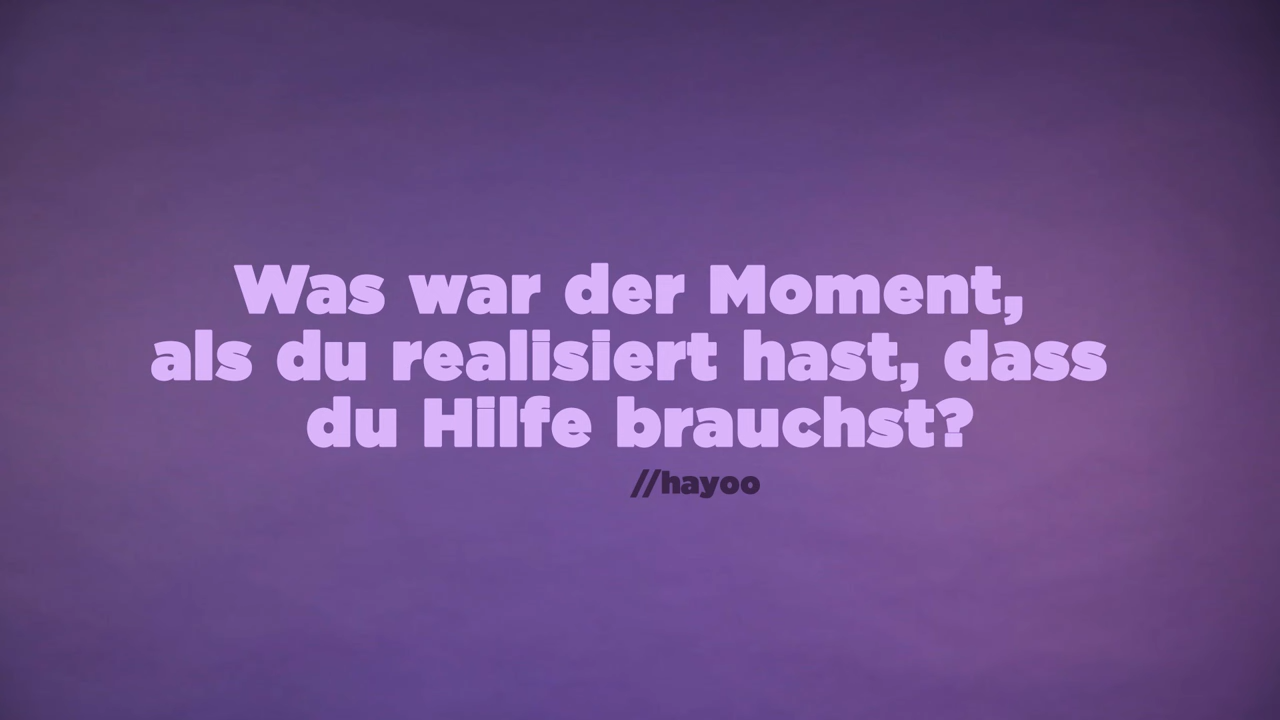 Was war der Moment,
als du realisiert hast, dass
du Hilfe brauchst?
//hayoo